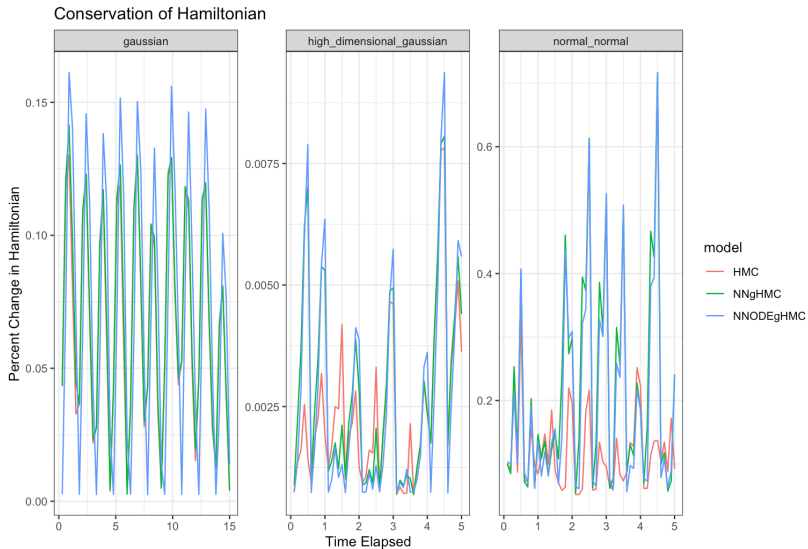 Conservation of Hamiltonian
gaussian
high_dimensional_gaussian
normal_normal
Percent Change in Hamiltonian
0.15
0.10
0.05
0.00
0 5 10 15
0.0075
0.0050
0.0025
0 1 2 3 4 5
0.6
0.4
0.2
0 1 2 3 4 5
Time Elapsed
model
HMC
NNgHMC
NNODEgHMC